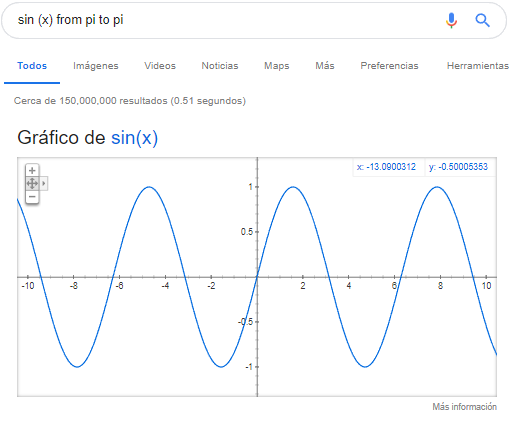 sin (x) from pi to pi
Todos Imágenes Videos Noticias Maps Más Preferencias Herramientas
Cerca de 150,000,000 resultados (0.51 segundos)
Gráfico de sin(x)
x: -13.0900312 y: -0.50005353
1
0.5
-10 -8 -6 -4 -2 2 4 6 8 10
-0.5
-1
Más información